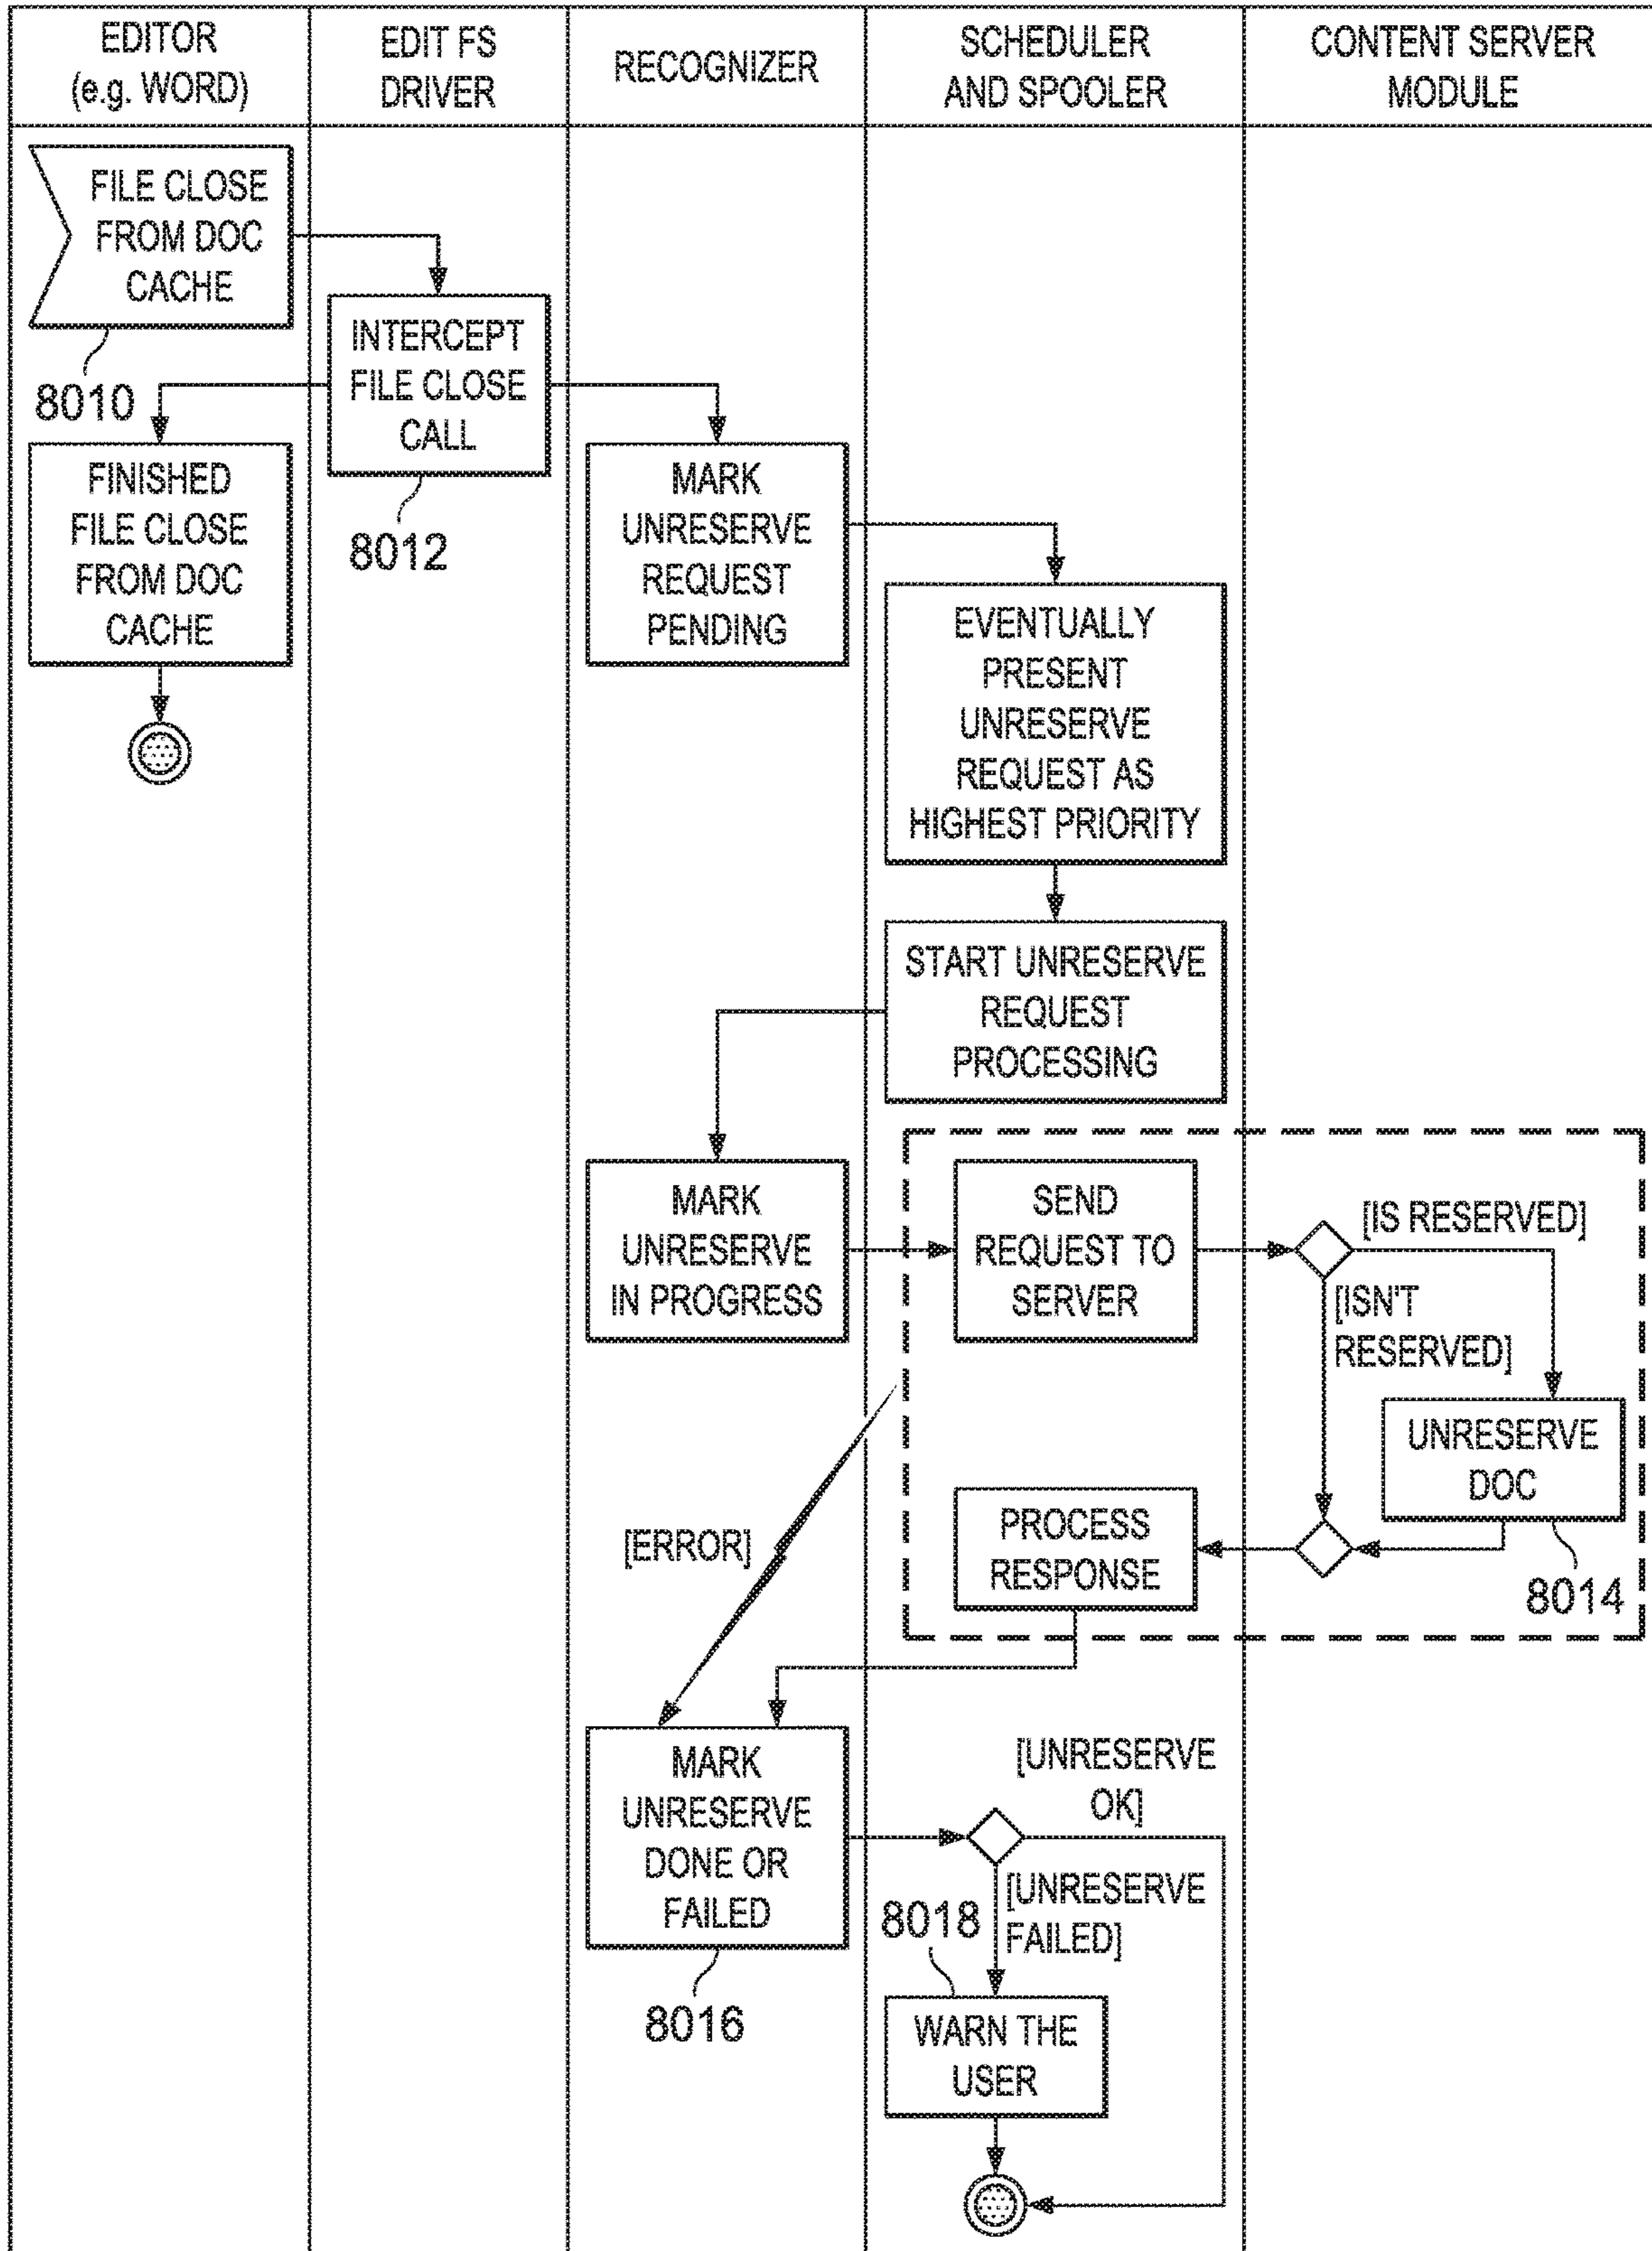 EDITOR
(e.g. WORD)
EDIT FS
DRIVER
RECOGNIZER
SCHEDULER
AND SPOOLER
CONTENT SERVER
MODULE
FILE CLOSE
FROM DOC
CACHE
8010
INTERCEPT
FILE CLOSE
CALL
8012
FINISHED
FILE CLOSE
FROM DOC
CACHE
MARK
UNRESERVE
REQUEST
PENDING
EVENTUALLY
PRESENT
UNRESERVE
REQUEST AS
HIGHEST PRIORITY
START UNRESERVE
REQUEST
PROCESSING
MARK
UNRESERVE
IN PROGRESS
SEND
REQUEST TO
SERVER
[IS RESERVED]
[ISN'T
RESERVED]
UNRESERVE
DOC
8014
PROCESS
RESPONSE
[ERROR]
MARK
UNRESERVE
DONE OR
FAILED
8016
[UNRESERVE
OK]
[UNRESERVE
FAILED]
8018
WARN THE
USER